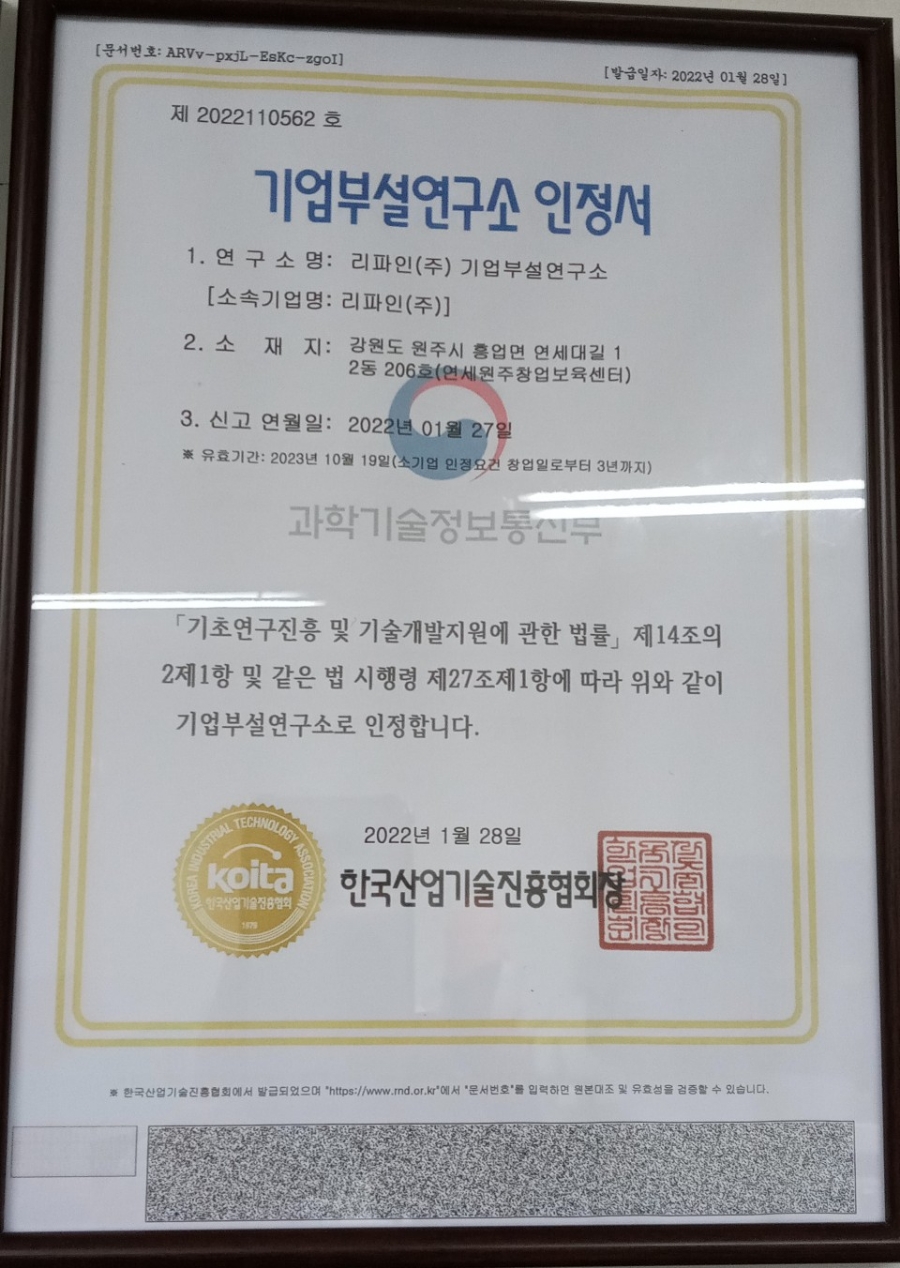 [문서번호: ARVv-pxjL-EsKc-zgoI]
[발급일자: 2022년 01월 28일]
제 2022110562 호
기업부설연구소 인정서
1. 연 구 소 명: 리파인(주) 기업부설연구소
[소속기업명: 리파인(주)]
2. 소 재 지: 강원도 원주시 흥업면 연세대길 1
2동 206호(연세원주창업보육센터)
3. 신고 연월일: 2022년 01월 27일
※ 유효기간: 2023년 10월 19일(소기업 인정요건 창업일로부터 3년까지)
과학기술정보통신부
「기초연구진흥 및 기술개발지원에 관한 법률」 제14조의
2제1항 및 같은 법 시행령 제27조제1항에 따라 위와 같이
기업부설연구소로 인정합니다.
2022년 1월 28일
한국산업기술진흥협회장
KOREA INDUSTRIAL TECHNOLOGY ASSOCIATION
koita
한국산업기술진흥협회
1979
※ 한국산업기술진흥협회에서 발급되었으며 "https://www.rnd.or.kr"에서 "문서번호"를 입력하면 원본대조 및 유효성을 검증할 수 있습니다.